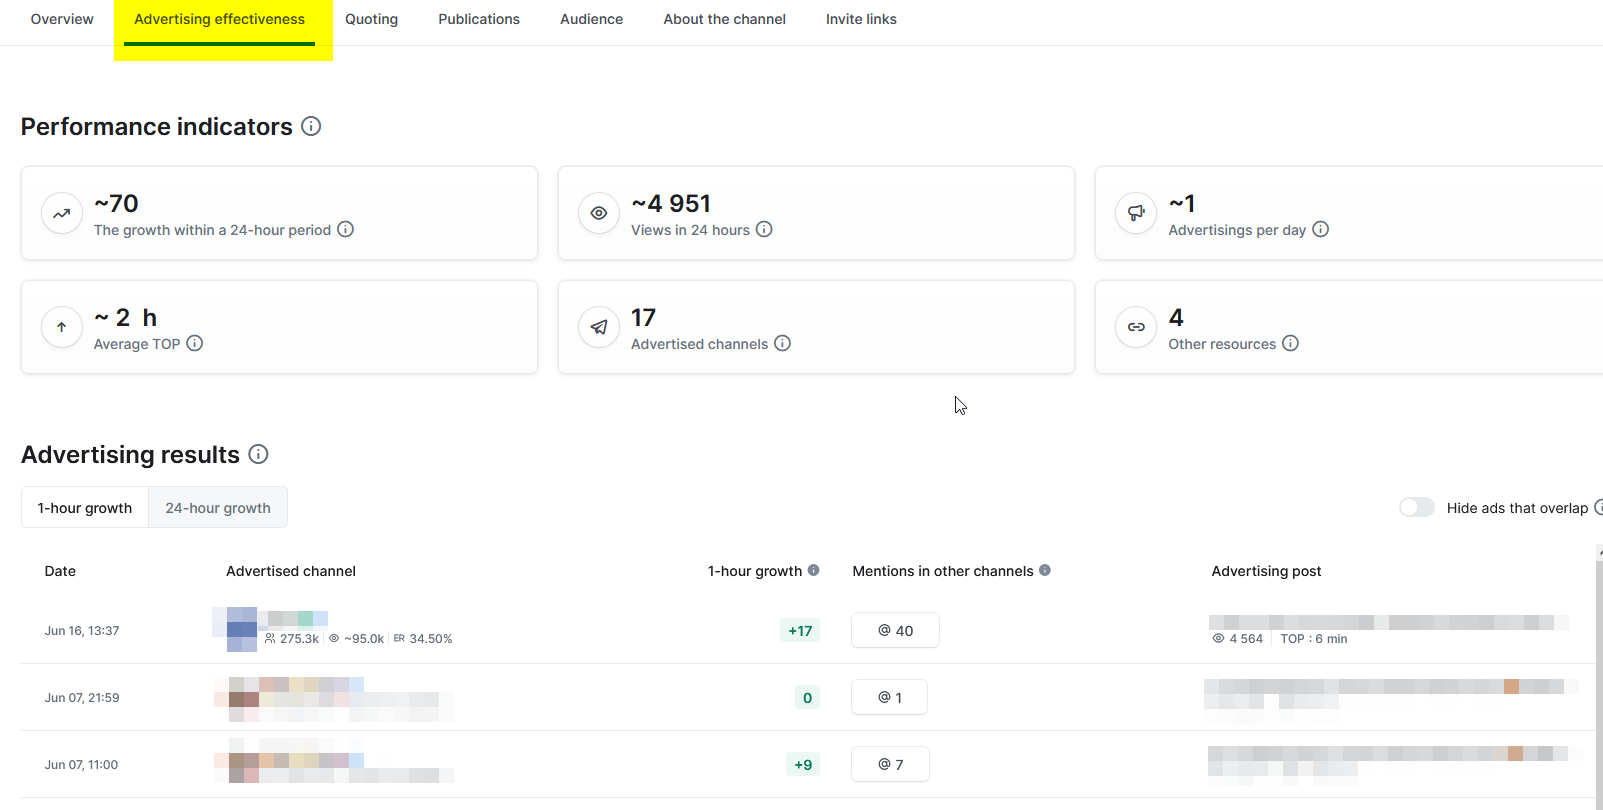 Overview Advertising effectiveness Quoting Publications Audience About the channel Invite links
Performance indicators
~70
The growth within a 24-hour period
~4 951
Views in 24 hours
~1
Advertisings per day
~ 2 h
Average TOP
17
Advertised channels
4
Other resources
Advertising results
1-hour growth 24-hour growth
Hide ads that overlap
Date Advertised channel 1-hour growth Mentions in other channels Advertising post
Jun 16, 13:37 275.3k ~95.0k ER 34.50% +17 @ 40 4 564 TOP : 6 min
Jun 07, 21:59 0 @ 1
Jun 07, 11:00 +9 @ 7